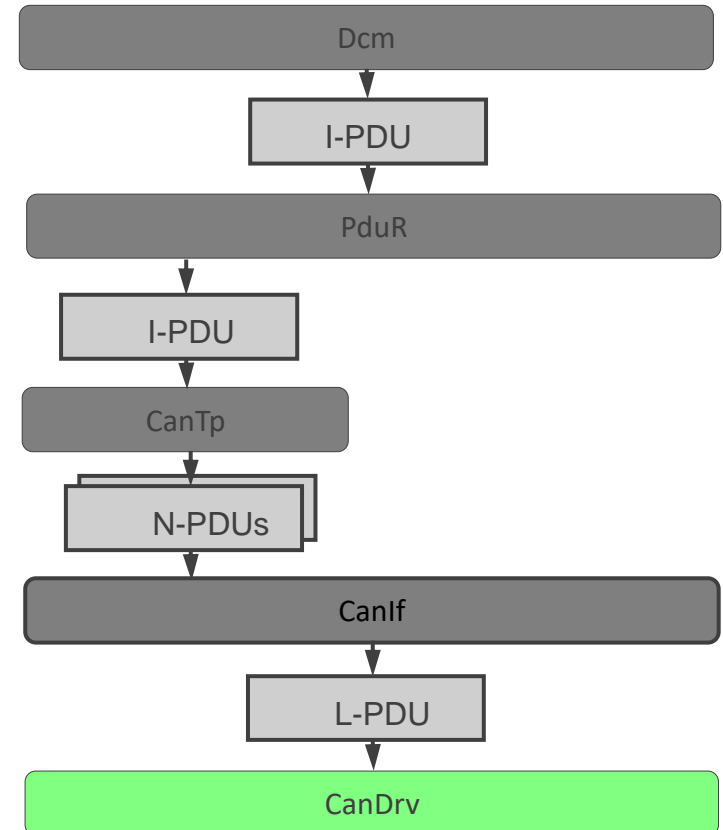 Dcm
I-PDU
PduR
I-PDU
CanTp
N-PDUs
CanIf
L-PDU
CanDrv